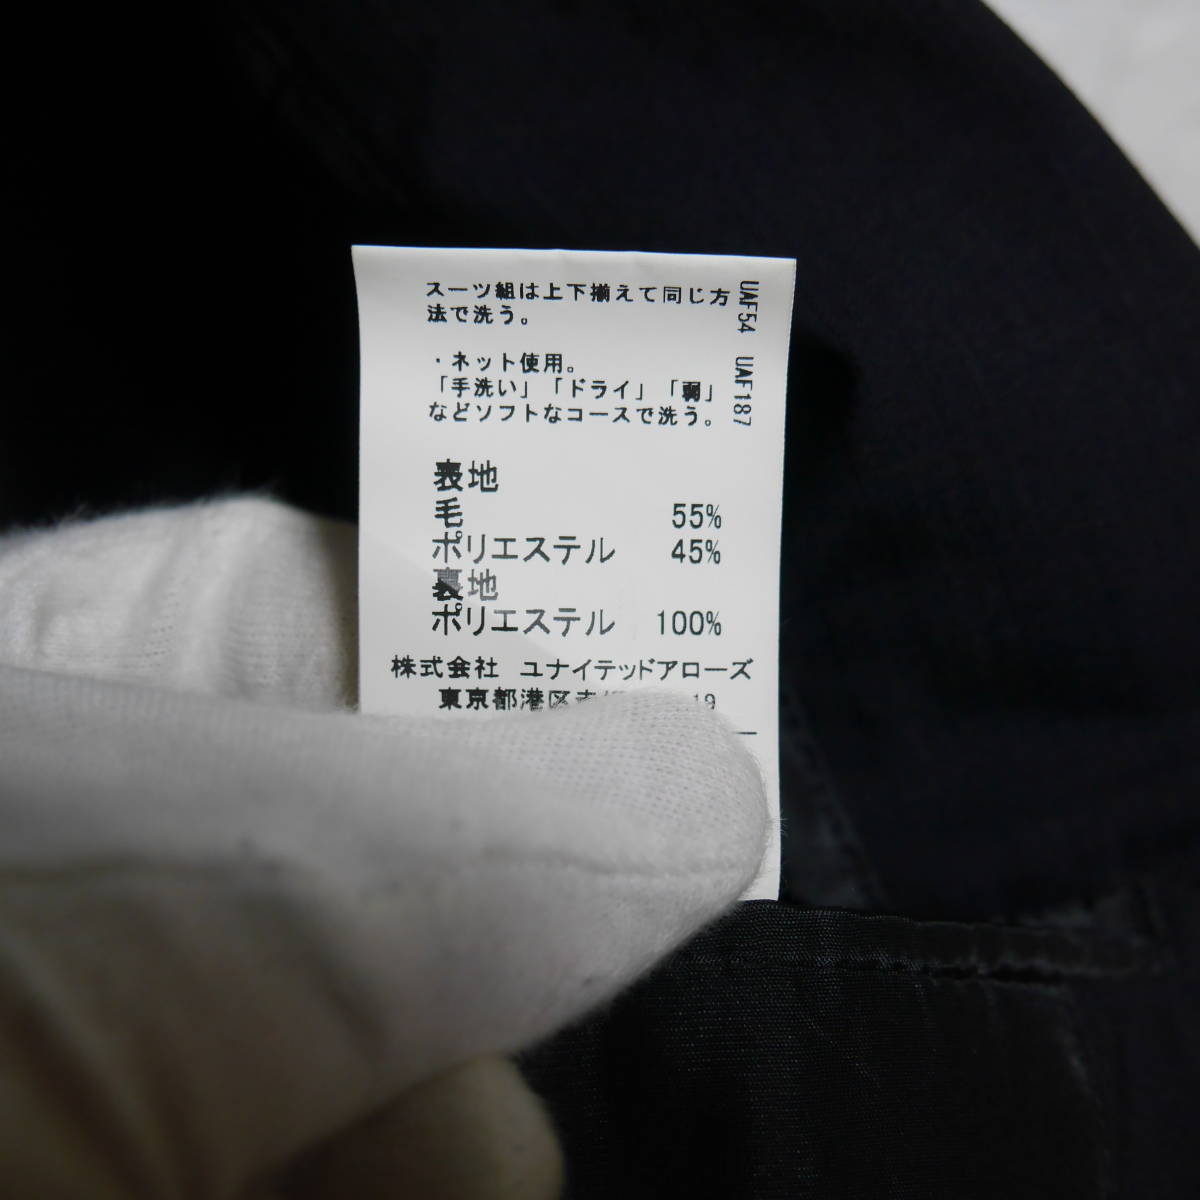 スーツ組は上下揃えて同じ方
法で洗う。
・ネット使用。
「手洗い」「ドライ」「弱」
などソフトなコースで洗う。
表地
毛 55%
ポリエステル 45%
裏地
ポリエステル 100%
株式会社 ユナイテッドアローズ
東京都港区 19
UAF54 UAF187